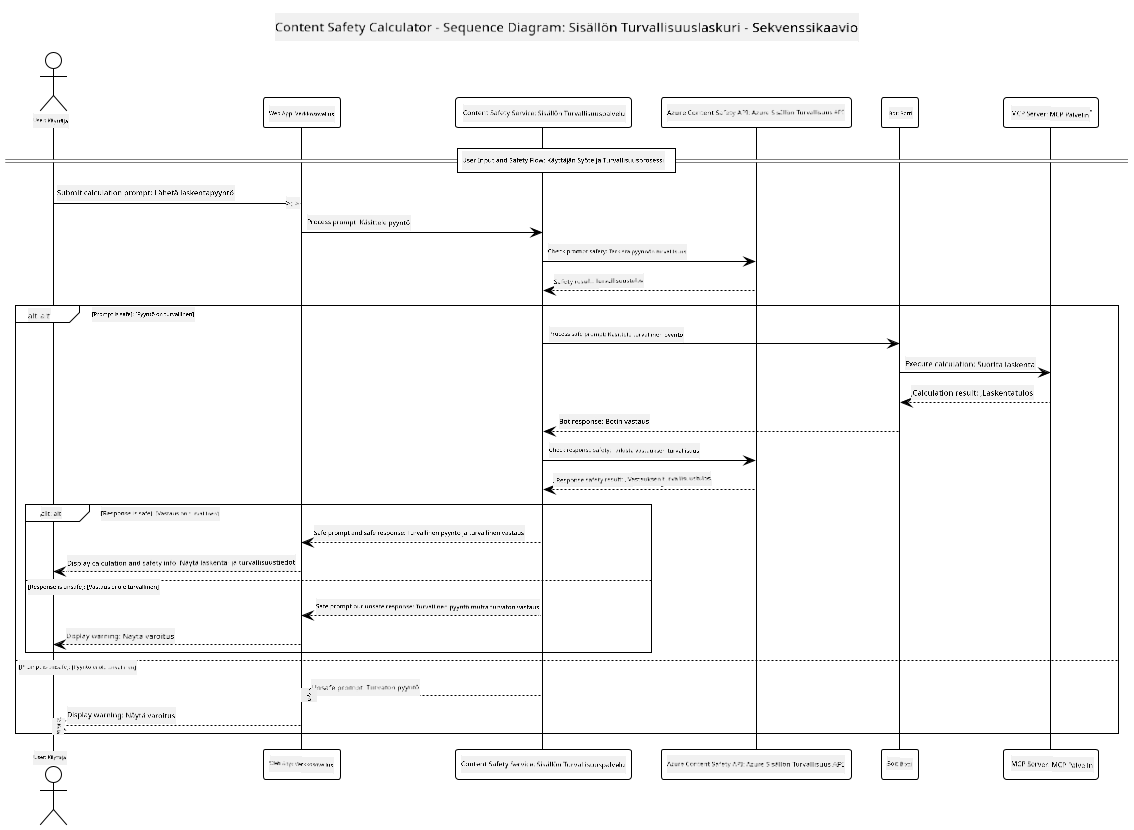 Content Safety Calculator - Sequence Diagram: Sisällön Turvallisuuslaskuri - Sekvenssikaavio
User: Käyttäjä
Web App: Verkkosovellus
Content Safety Service: Sisällön Turvallisuuspalvelu
Azure Content Safety API: Azure Sisällön Turvallisuus API
Bot: Botti
MCP Server: MCP Palvelin
User Input and Safety Flow: Käyttäjän Syöte ja Turvallisuusprosessi
Submit calculation prompt: Lähetä laskentapyyntö
Process prompt: Käsittele pyyntö
Check prompt safety: Tarkista pyynnön turvallisuus
Safety result: Turvallisuustulos
alt: alt
[Prompt is safe]: [Pyyntö on turvallinen]
Process safe prompt: Käsittele turvallinen pyyntö
Execute calculation: Suorita laskenta
Calculation result: Laskentatulos
Bot response: Botin vastaus
Check response safety: Tarkista vastauksen turvallisuus
Response safety result: Vastauksen turvallisuustulos
alt: alt
[Response is safe]: [Vastaus on turvallinen]
Safe prompt and safe response: Turvallinen pyyntö ja turvallinen vastaus
Display calculation and safety info: Näytä laskenta- ja turvallisuustiedot
[Response is unsafe]: [Vastaus ei ole turvallinen]
Safe prompt but unsafe response: Turvallinen pyyntö mutta turvaton vastaus
Display warning: Näytä varoitus
[Prompt is unsafe]: [Pyyntö ei ole turvallinen]
Unsafe prompt: Turvaton pyyntö
Display warning: Näytä varoitus
User: Käyttäjä
Web App: Verkkosovellus
Content Safety Service: Sisällön Turvallisuuspalvelu
Azure Content Safety API: Azure Sisällön Turvallisuus API
Bot: Botti
MCP Server: MCP Palvelin